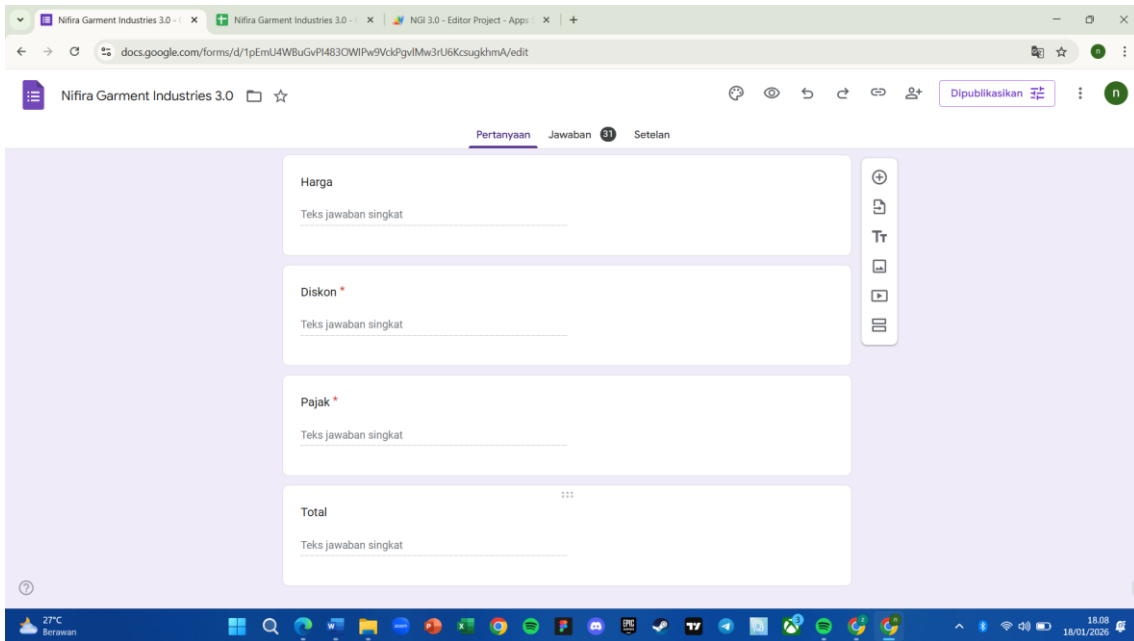 Nifira Garment Industries 3.0 - (
Nifira Garment Industries 3.0 - (
NGI 3.0 - Editor Project - Apps S
docs.google.com/forms/d/1pEmU4WBuGvPI483OWIPw9VckPgvlMw3rU6KcsugkhmA/edit
n
Nifira Garment Industries 3.0
Dipublikasikan
n
Pertanyaan
Jawaban 31
Setelan
Harga
Teks jawaban singkat
Tт
Diskon *
Teks jawaban singkat
Pajak *
Teks jawaban singkat
Total
Teks jawaban singkat
27°C
Berawan
18.08
18/01/2026